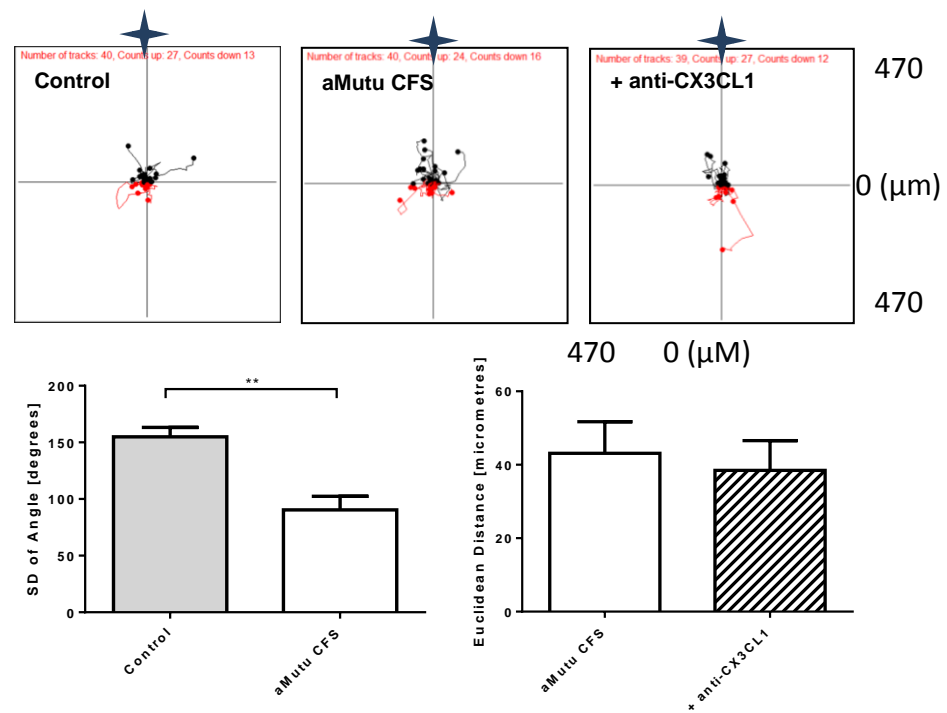 Number of tracks: 40, Counts up: 27, Counts down 13
Control
Number of tracks: 40, Counts up: 24, Counts down 16
aMutu CFS
Number of tracks: 39, Counts up: 27, Counts down 12
+ anti-CX3CL1
470
0 (µm)
470
470 0 (µM)
SD of Angle [degrees]
200
150
100
50
0
**
Control
aMutu CFS
Euclidean Distance [micrometres]
60
40
20
0
aMutu CFS
+ anti-CX3CL1